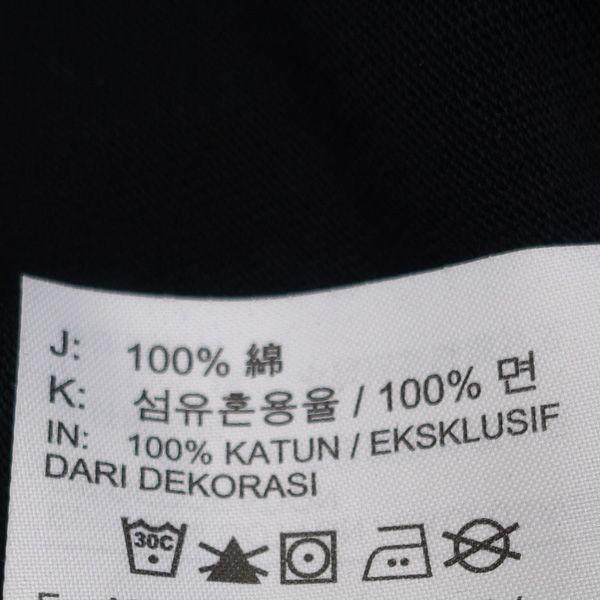 J: 100% 綿
K: 섬유혼용율 / 100% 면
IN: 100% KATUN / EKSKLUSIF
DARI DEKORASI
30C